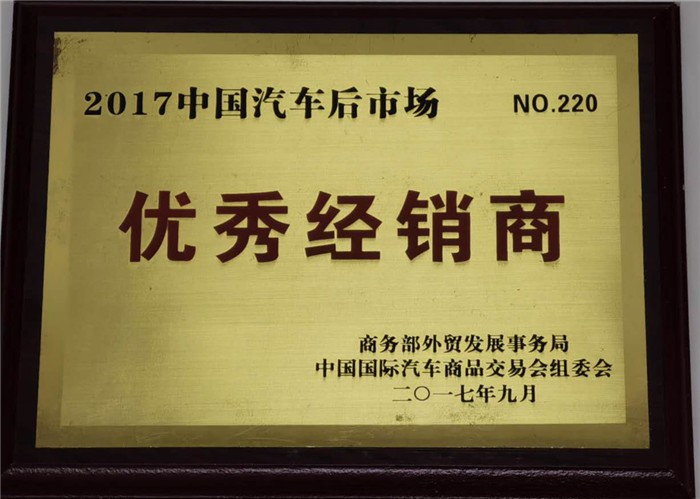 2017中国汽车后市场 NO.220
优秀经销商
商务部外贸发展事务局
中国国际汽车商品交易会组委会
二〇一七年九月